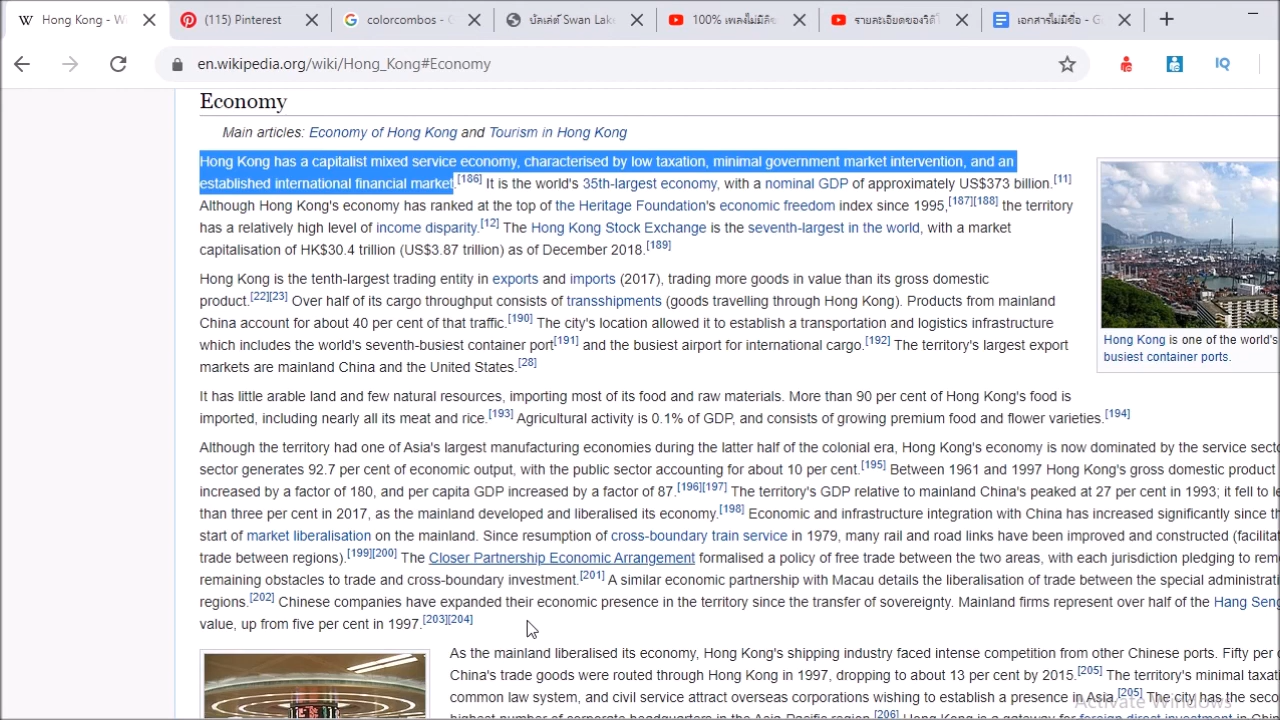 Hong Kong - Wi
(115) Pinterest
colorcombos - G
บัลเลต์ Swan Lak
100% เพลงไม่มีลิข
รายละเอียดของวิดีโ
เอกสารไม่มีชื่อ - G
en.wikipedia.org/wiki/Hong_Kong#Economy
IQ
Economy
Main articles: Economy of Hong Kong and Tourism in Hong Kong
Hong Kong has a capitalist mixed service economy, characterised by low taxation, minimal government market intervention, and an
established international financial market.[186] It is the world's 35th-largest economy, with a nominal GDP of approximately US$373 billion.[11]
Although Hong Kong's economy has ranked at the top of the Heritage Foundation's economic freedom index since 1995,[187][188] the territory
has a relatively high level of income disparity.[12] The Hong Kong Stock Exchange is the seventh-largest in the world, with a market
capitalisation of HK$30.4 trillion (US$3.87 trillion) as of December 2018.[189]
Hong Kong is one of the world's
busiest container ports.
Hong Kong is the tenth-largest trading entity in exports and imports (2017), trading more goods in value than its gross domestic
product.[22][23] Over half of its cargo throughput consists of transshipments (goods travelling through Hong Kong). Products from mainland
China account for about 40 per cent of that traffic.[190] The city's location allowed it to establish a transportation and logistics infrastructure
which includes the world's seventh-busiest container port[191] and the busiest airport for international cargo.[192] The territory's largest export
markets are mainland China and the United States.[28]
It has little arable land and few natural resources, importing most of its food and raw materials. More than 90 per cent of Hong Kong's food is
imported, including nearly all its meat and rice.[193] Agricultural activity is 0.1% of GDP, and consists of growing premium food and flower varieties.[194]
Although the territory had one of Asia's largest manufacturing economies during the latter half of the colonial era, Hong Kong's economy is now dominated by the service secto
sector generates 92.7 per cent of economic output, with the public sector accounting for about 10 per cent.[195] Between 1961 and 1997 Hong Kong's gross domestic product
increased by a factor of 180, and per capita GDP increased by a factor of 87.[196][197] The territory's GDP relative to mainland China's peaked at 27 per cent in 1993; it fell to le
than three per cent in 2017, as the mainland developed and liberalised its economy.[198] Economic and infrastructure integration with China has increased significantly since th
start of market liberalisation on the mainland. Since resumption of cross-boundary train service in 1979, many rail and road links have been improved and constructed (facilitat
trade between regions).[199][200] The Closer Partnership Economic Arrangement formalised a policy of free trade between the two areas, with each jurisdiction pledging to rem
remaining obstacles to trade and cross-boundary investment.[201] A similar economic partnership with Macau details the liberalisation of trade between the special administrati
regions.[202] Chinese companies have expanded their economic presence in the territory since the transfer of sovereignty. Mainland firms represent over half of the Hang Seng
value, up from five per cent in 1997.[203][204]
As the mainland liberalised its economy, Hong Kong's shipping industry faced intense competition from other Chinese ports. Fifty per c
China's trade goods were routed through Hong Kong in 1997, dropping to about 13 per cent by 2015.[205] The territory's minimal taxat
common law system, and civil service attract overseas corporations wishing to establish a presence in Asia.[205] The city has the seco
highest number of corporate headquarters in the Asia-Pacific region.[206] Hong Kong is a gateway for foreign direct investment in Chin
Activate Windows